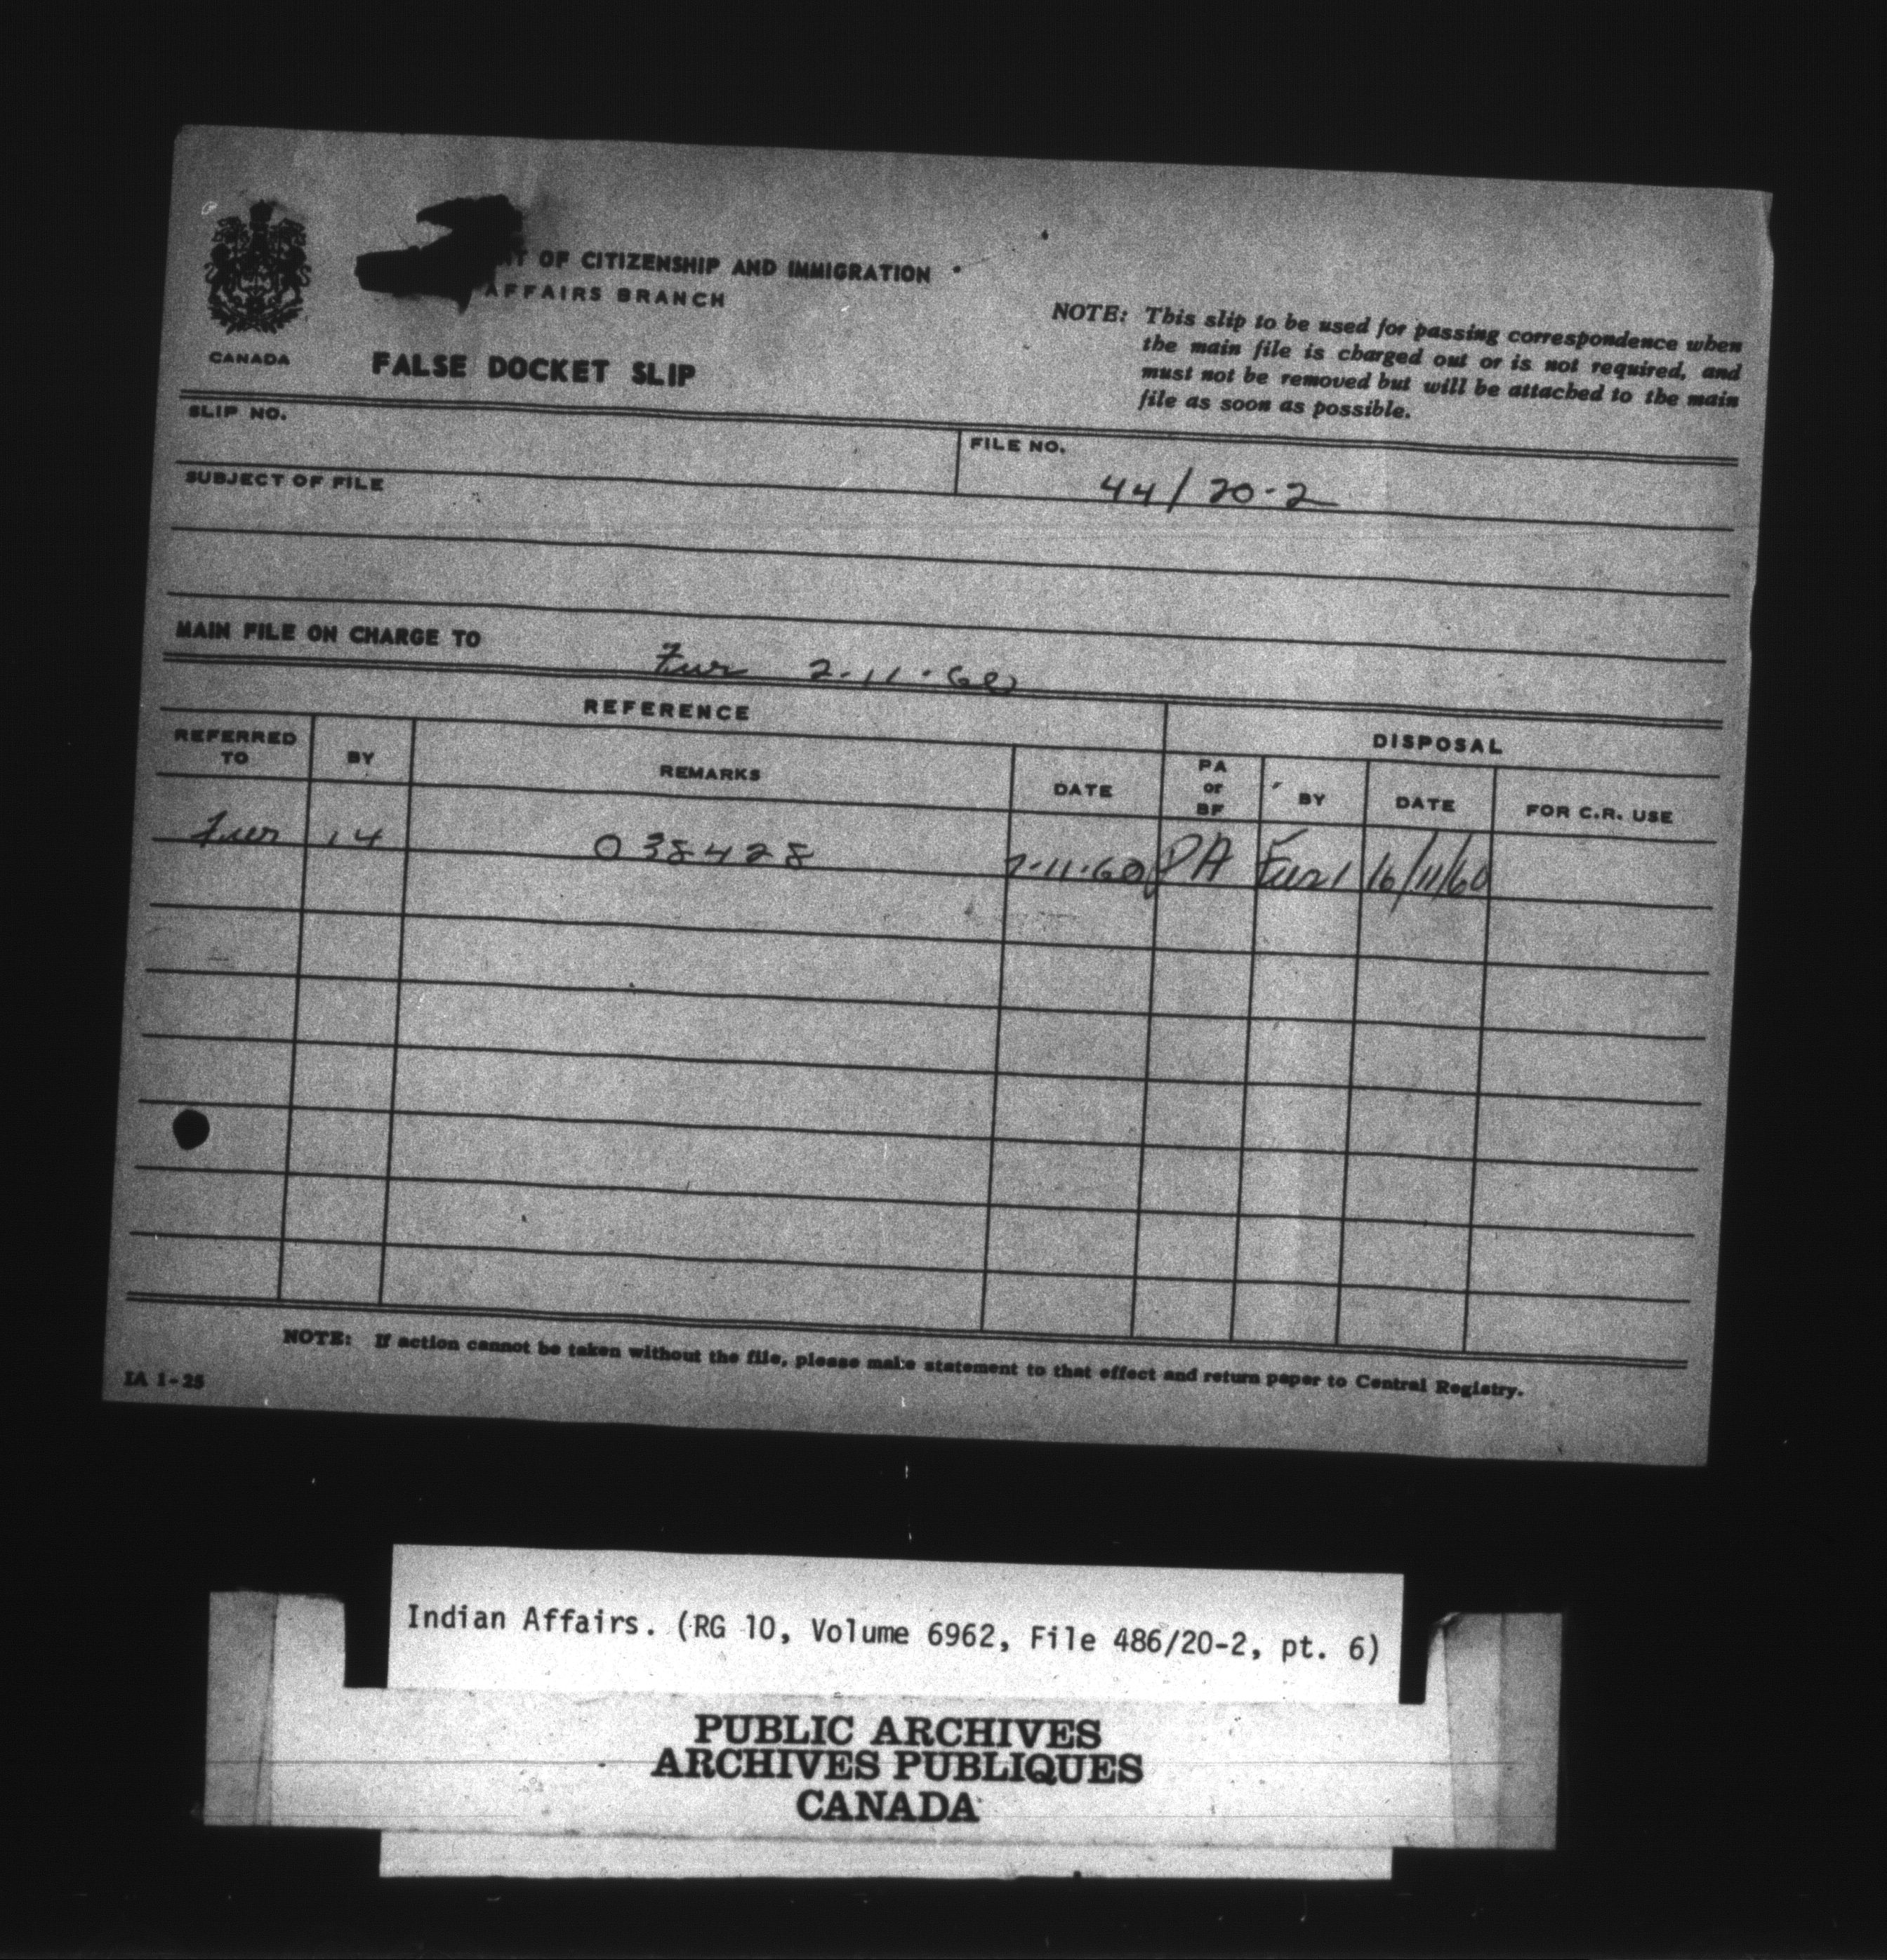 OF CITIZENSHIP AND IMMIGRATION
AFFAIRS BRANCH
CANADA
FALSE DOCKET SLIP
NOTE: This slip to be used for passing correspondence when
the main file is charged out or is not required, and
must not be removed but will be attached to the main
file as soon as possible.
SLIP NO.
FILE NO.
44/20-2
SUBJECT OF FILE
MAIN FILE ON CHARGE TO
Fur 2-11-60
REFERENCE
DISPOSAL
REFERRED
TO
BY
REMARKS
DATE
PA
or
BF
BY
DATE
FOR C.R. USE
Fur 14 038428 7-11-60 PA Fur1 16/11/60
NOTE: If action cannot be taken without the file, please make statement to that effect and return paper to Central Registry.
IA 1-25
Indian Affairs. (RG 10, Volume 6962, File 486/20-2, pt. 6)
PUBLIC ARCHIVES
ARCHIVES PUBLIQUES
CANADA